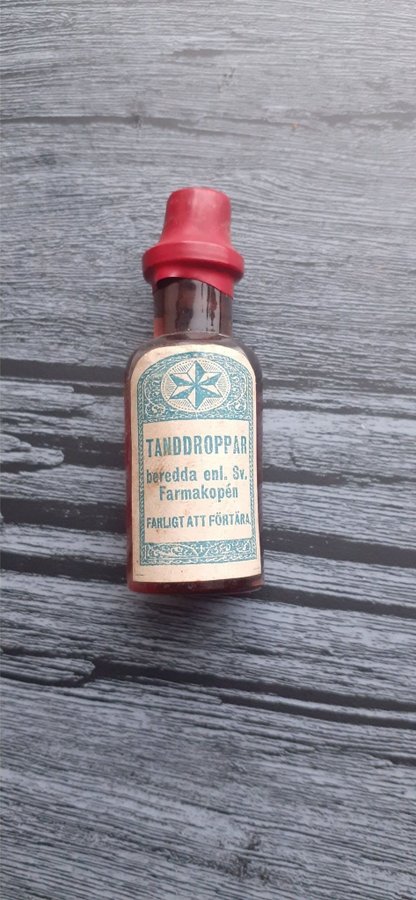 TANDDROPPAR
beredda enl. Sv.
Farmakopén
FARLIGT ATT FÖRTÄRA.